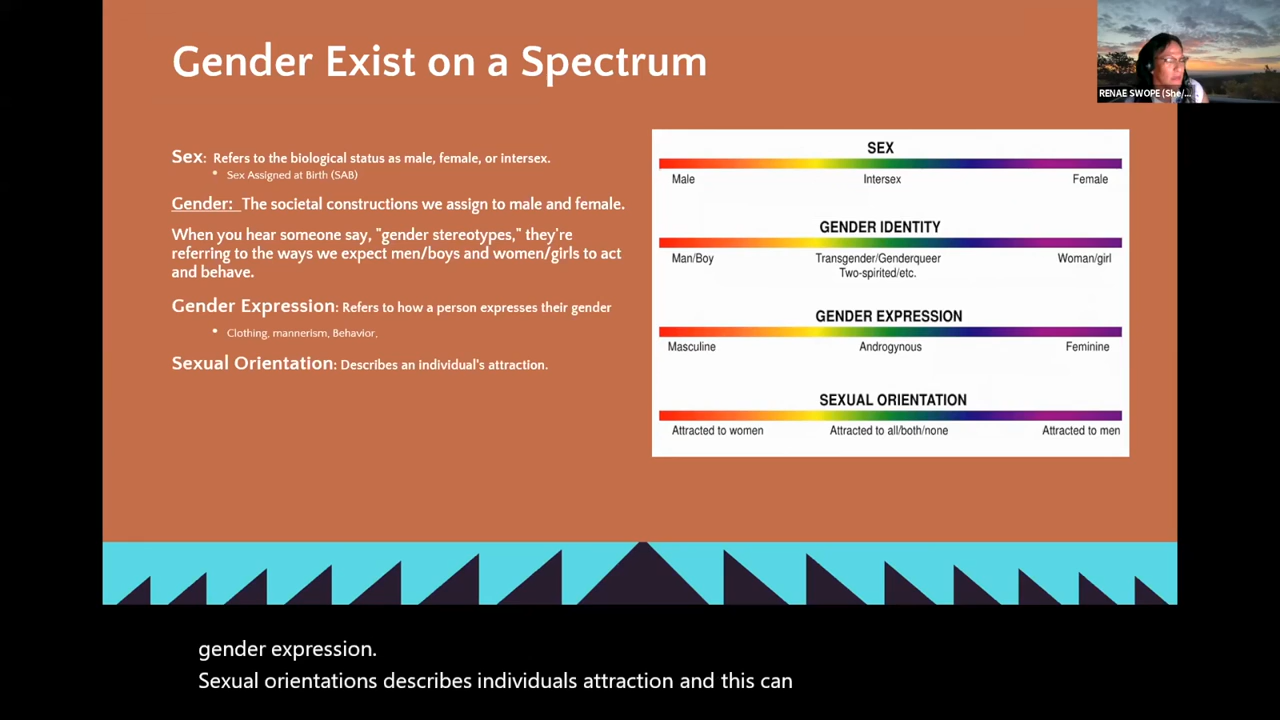 Gender Exist on a Spectrum
RENAE SWOPE (She/...
Sex: Refers to the biological status as male, female, or intersex.
• Sex Assigned at Birth (SAB)
Gender: The societal constructions we assign to male and female.
When you hear someone say, "gender stereotypes," they're
referring to the ways we expect men/boys and women/girls to act
and behave.
Gender Expression: Refers to how a person expresses their gender
• Clothing, mannerism, Behavior,
Sexual Orientation: Describes an individual's attraction.
SEX
Male Intersex Female
GENDER IDENTITY
Man/Boy Transgender/Genderqueer Woman/girl
Two-spirited/etc.
GENDER EXPRESSION
Masculine Androgynous Feminine
SEXUAL ORIENTATION
Attracted to women Attracted to all/both/none Attracted to men
gender expression.
Sexual orientations describes individuals attraction and this can